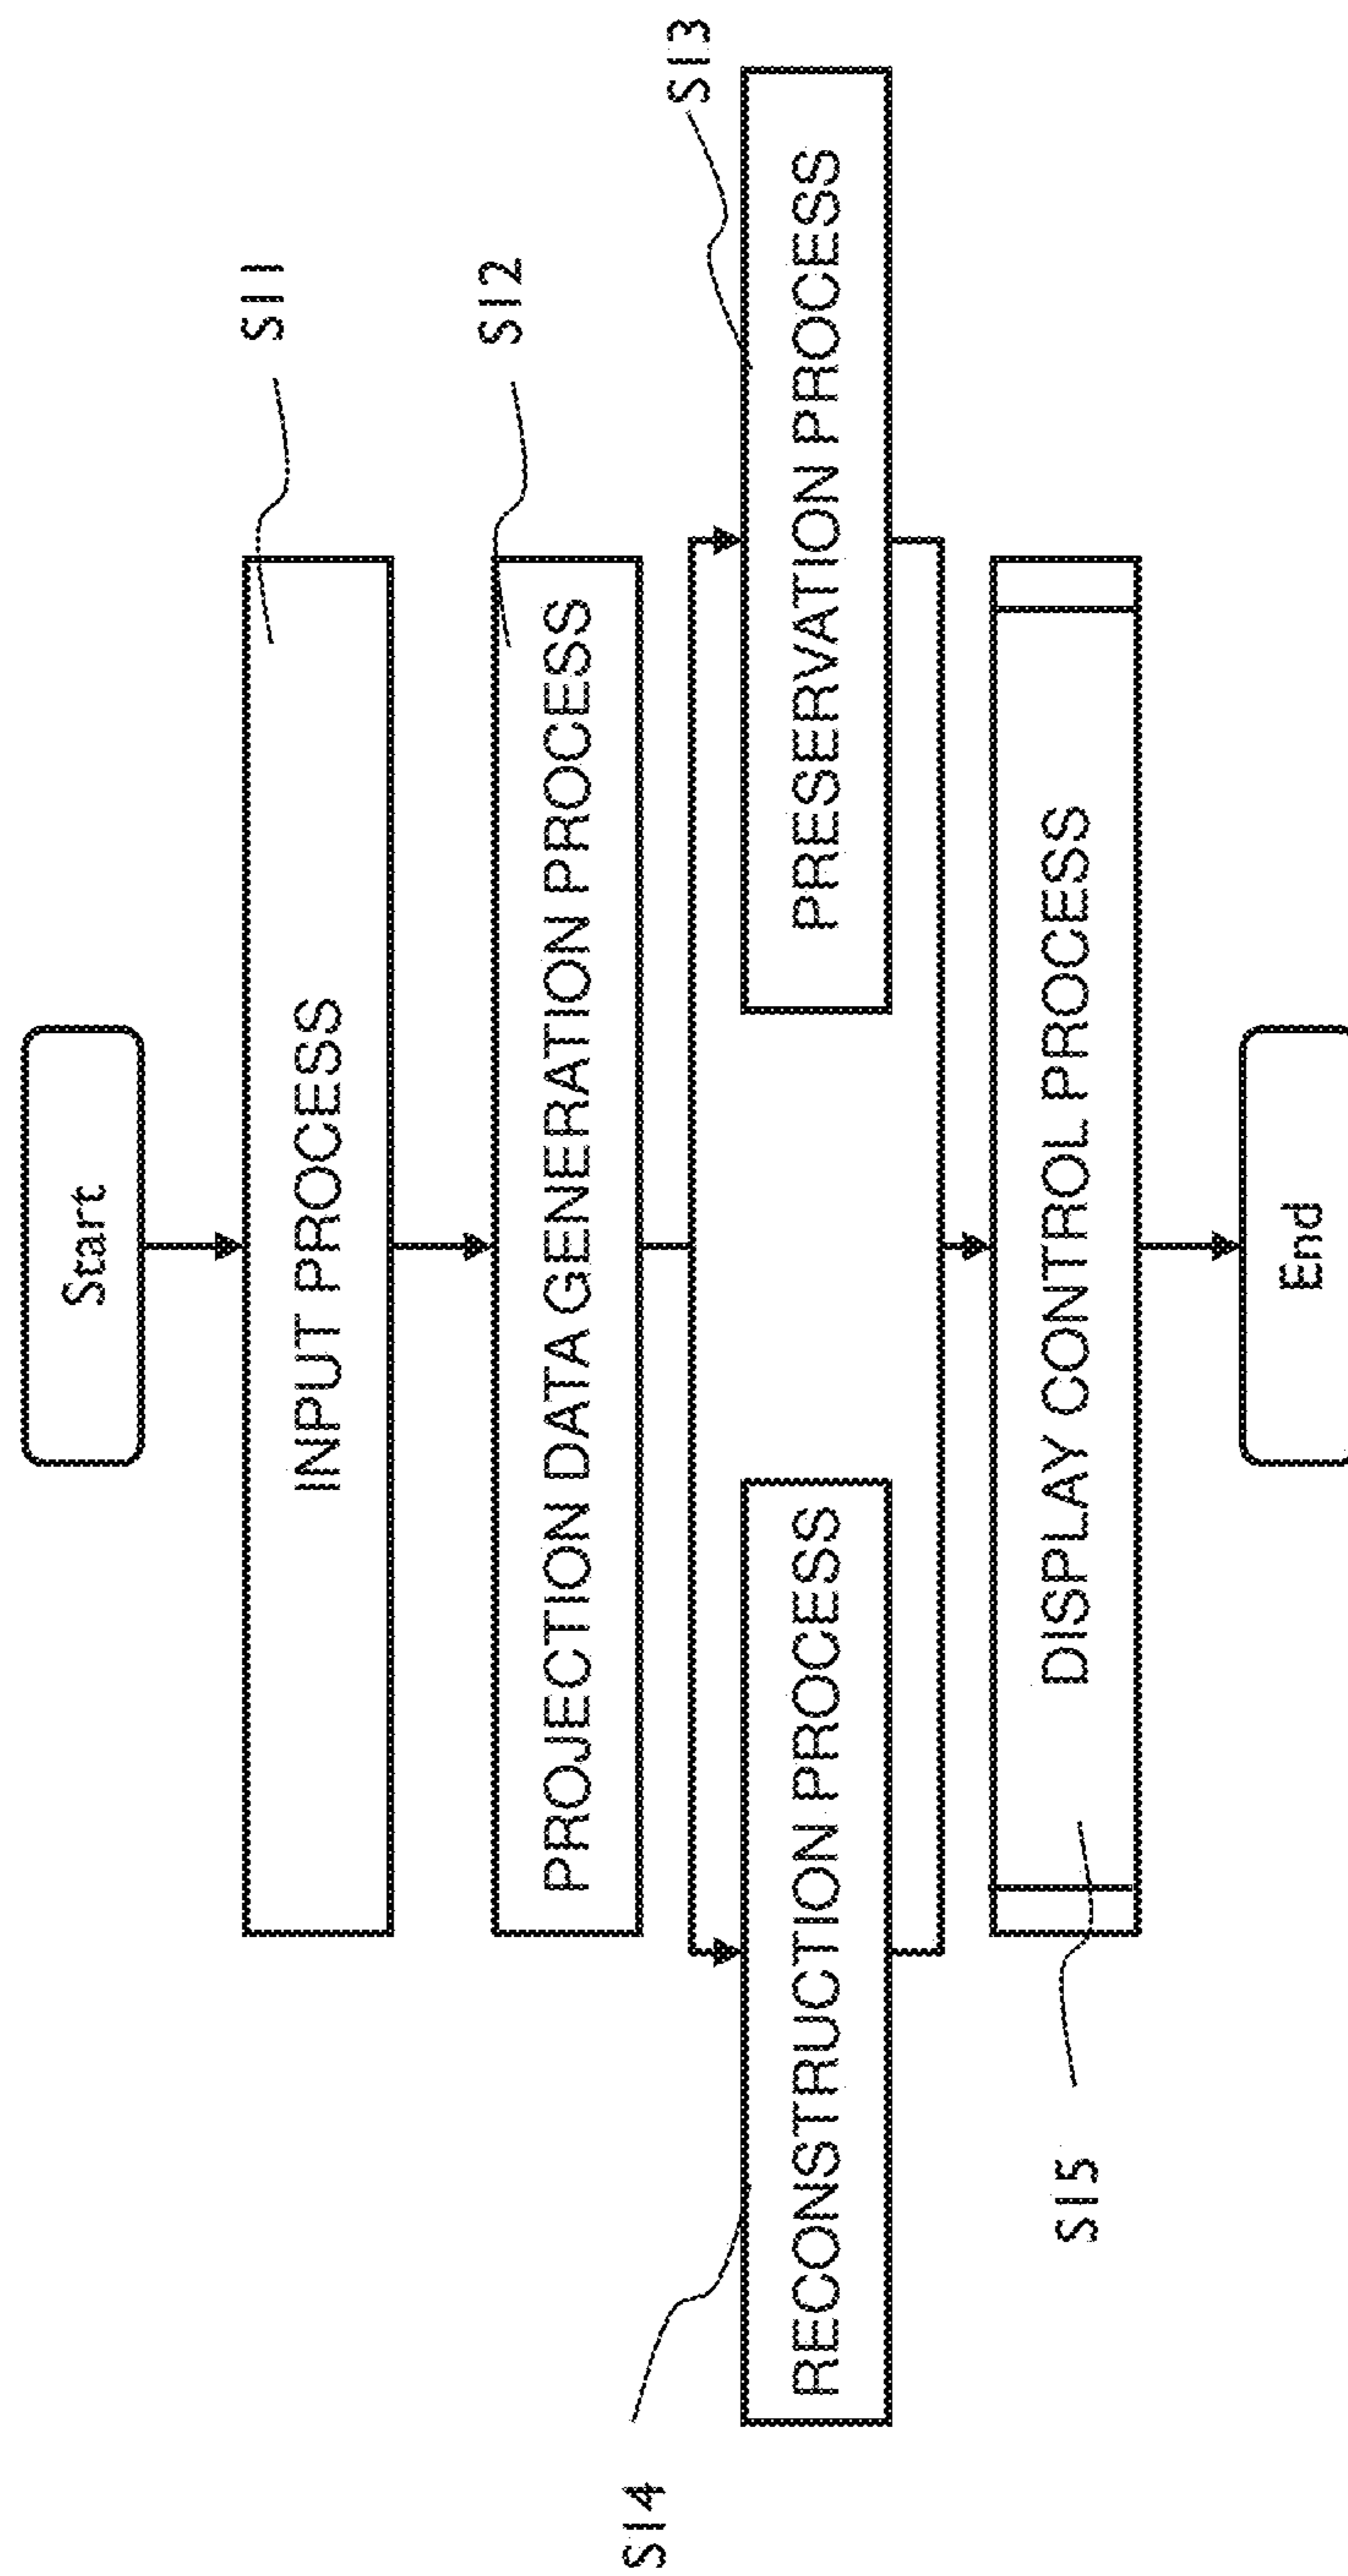 Start
S11
INPUT PROCESS
S12
PROJECTION DATA GENERATION PROCESS
S14
RECONSTRUCTION PROCESS
S13
PRESERVATION PROCESS
S15
DISPLAY CONTROL PROCESS
End